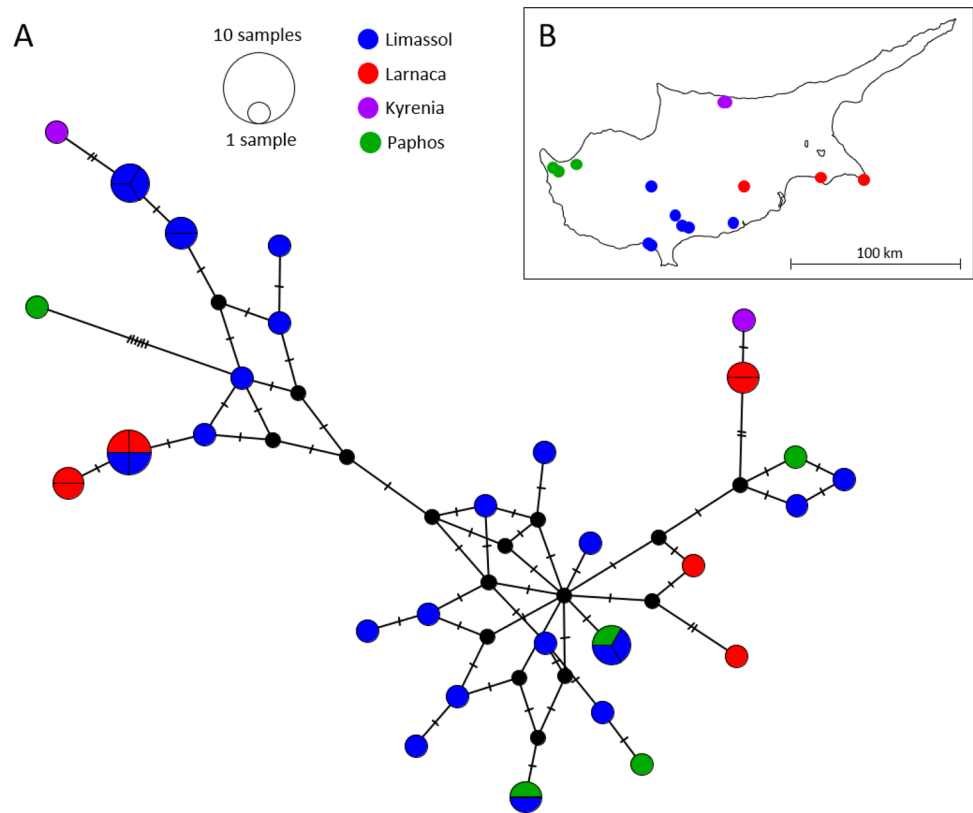 A
10 samples
1 sample
Limassol
Larnaca
Kyrenia
Paphos
B
100 km